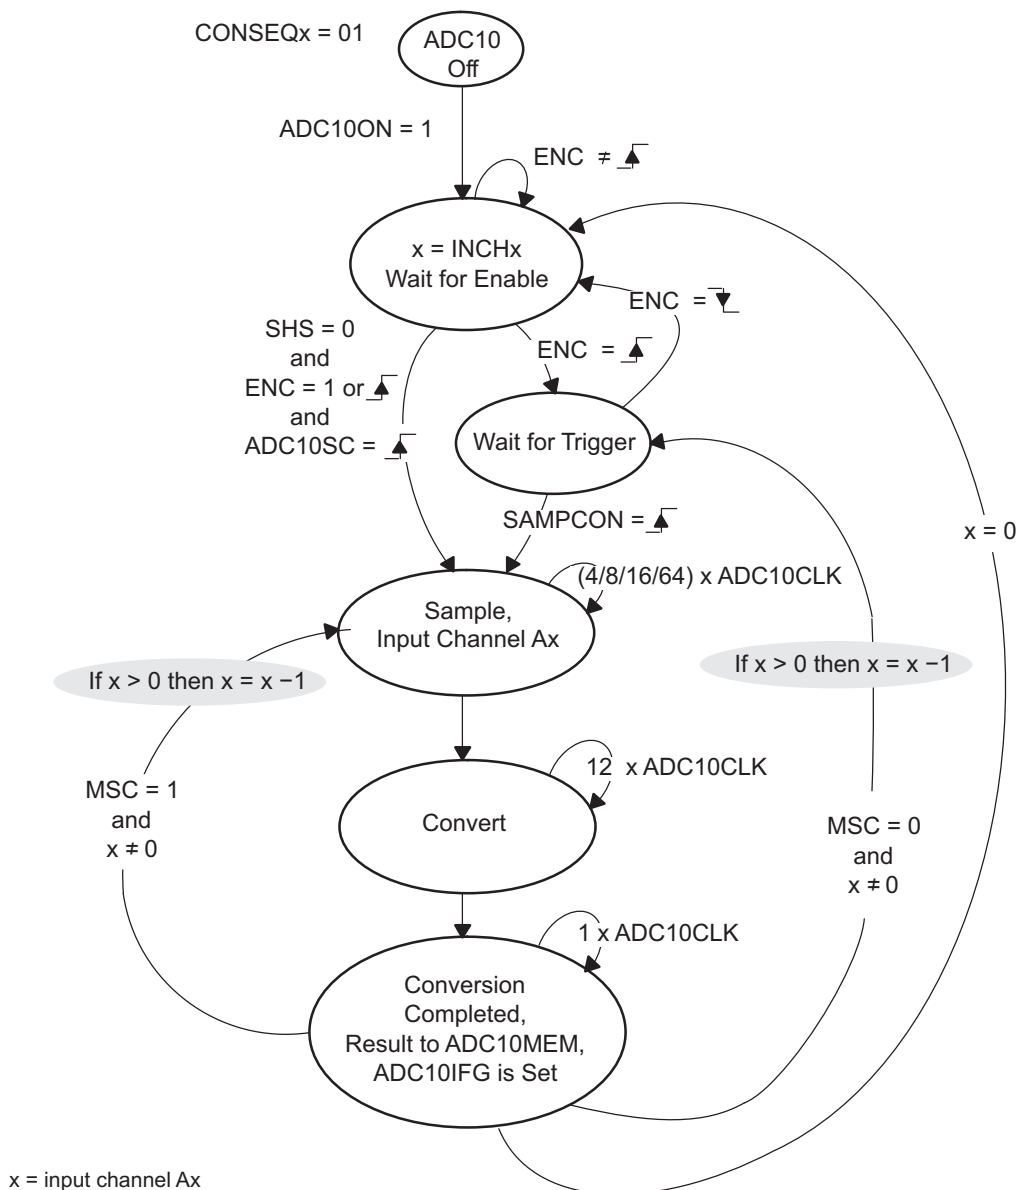 CONSEQx = 01
ADC10
Off
ADC10ON = 1
ENC ≠
x = INCHx
Wait for Enable
ENC =
SHS = 0
and
ENC = 1 or
and
ADC10SC =
ENC =
Wait for Trigger
SAMPCON =
x = 0
(4/8/16/64) x ADC10CLK
Sample,
Input Channel Ax
If x > 0 then x = x −1
If x > 0 then x = x −1
12 x ADC10CLK
MSC = 1
and
x ≠ 0
Convert
MSC = 0
and
x ≠ 0
1 x ADC10CLK
Conversion
Completed,
Result to ADC10MEM,
ADC10IFG is Set
x = input channel Ax